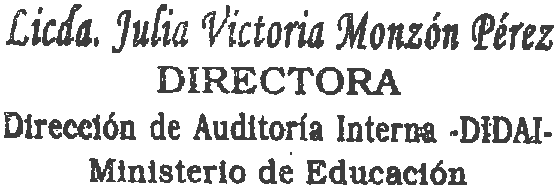 Licda. Julia Victoria Monzón Pérez
DIRECTORA
Dirección de Auditoría Interna -DIDAI-
Ministerio de Educación